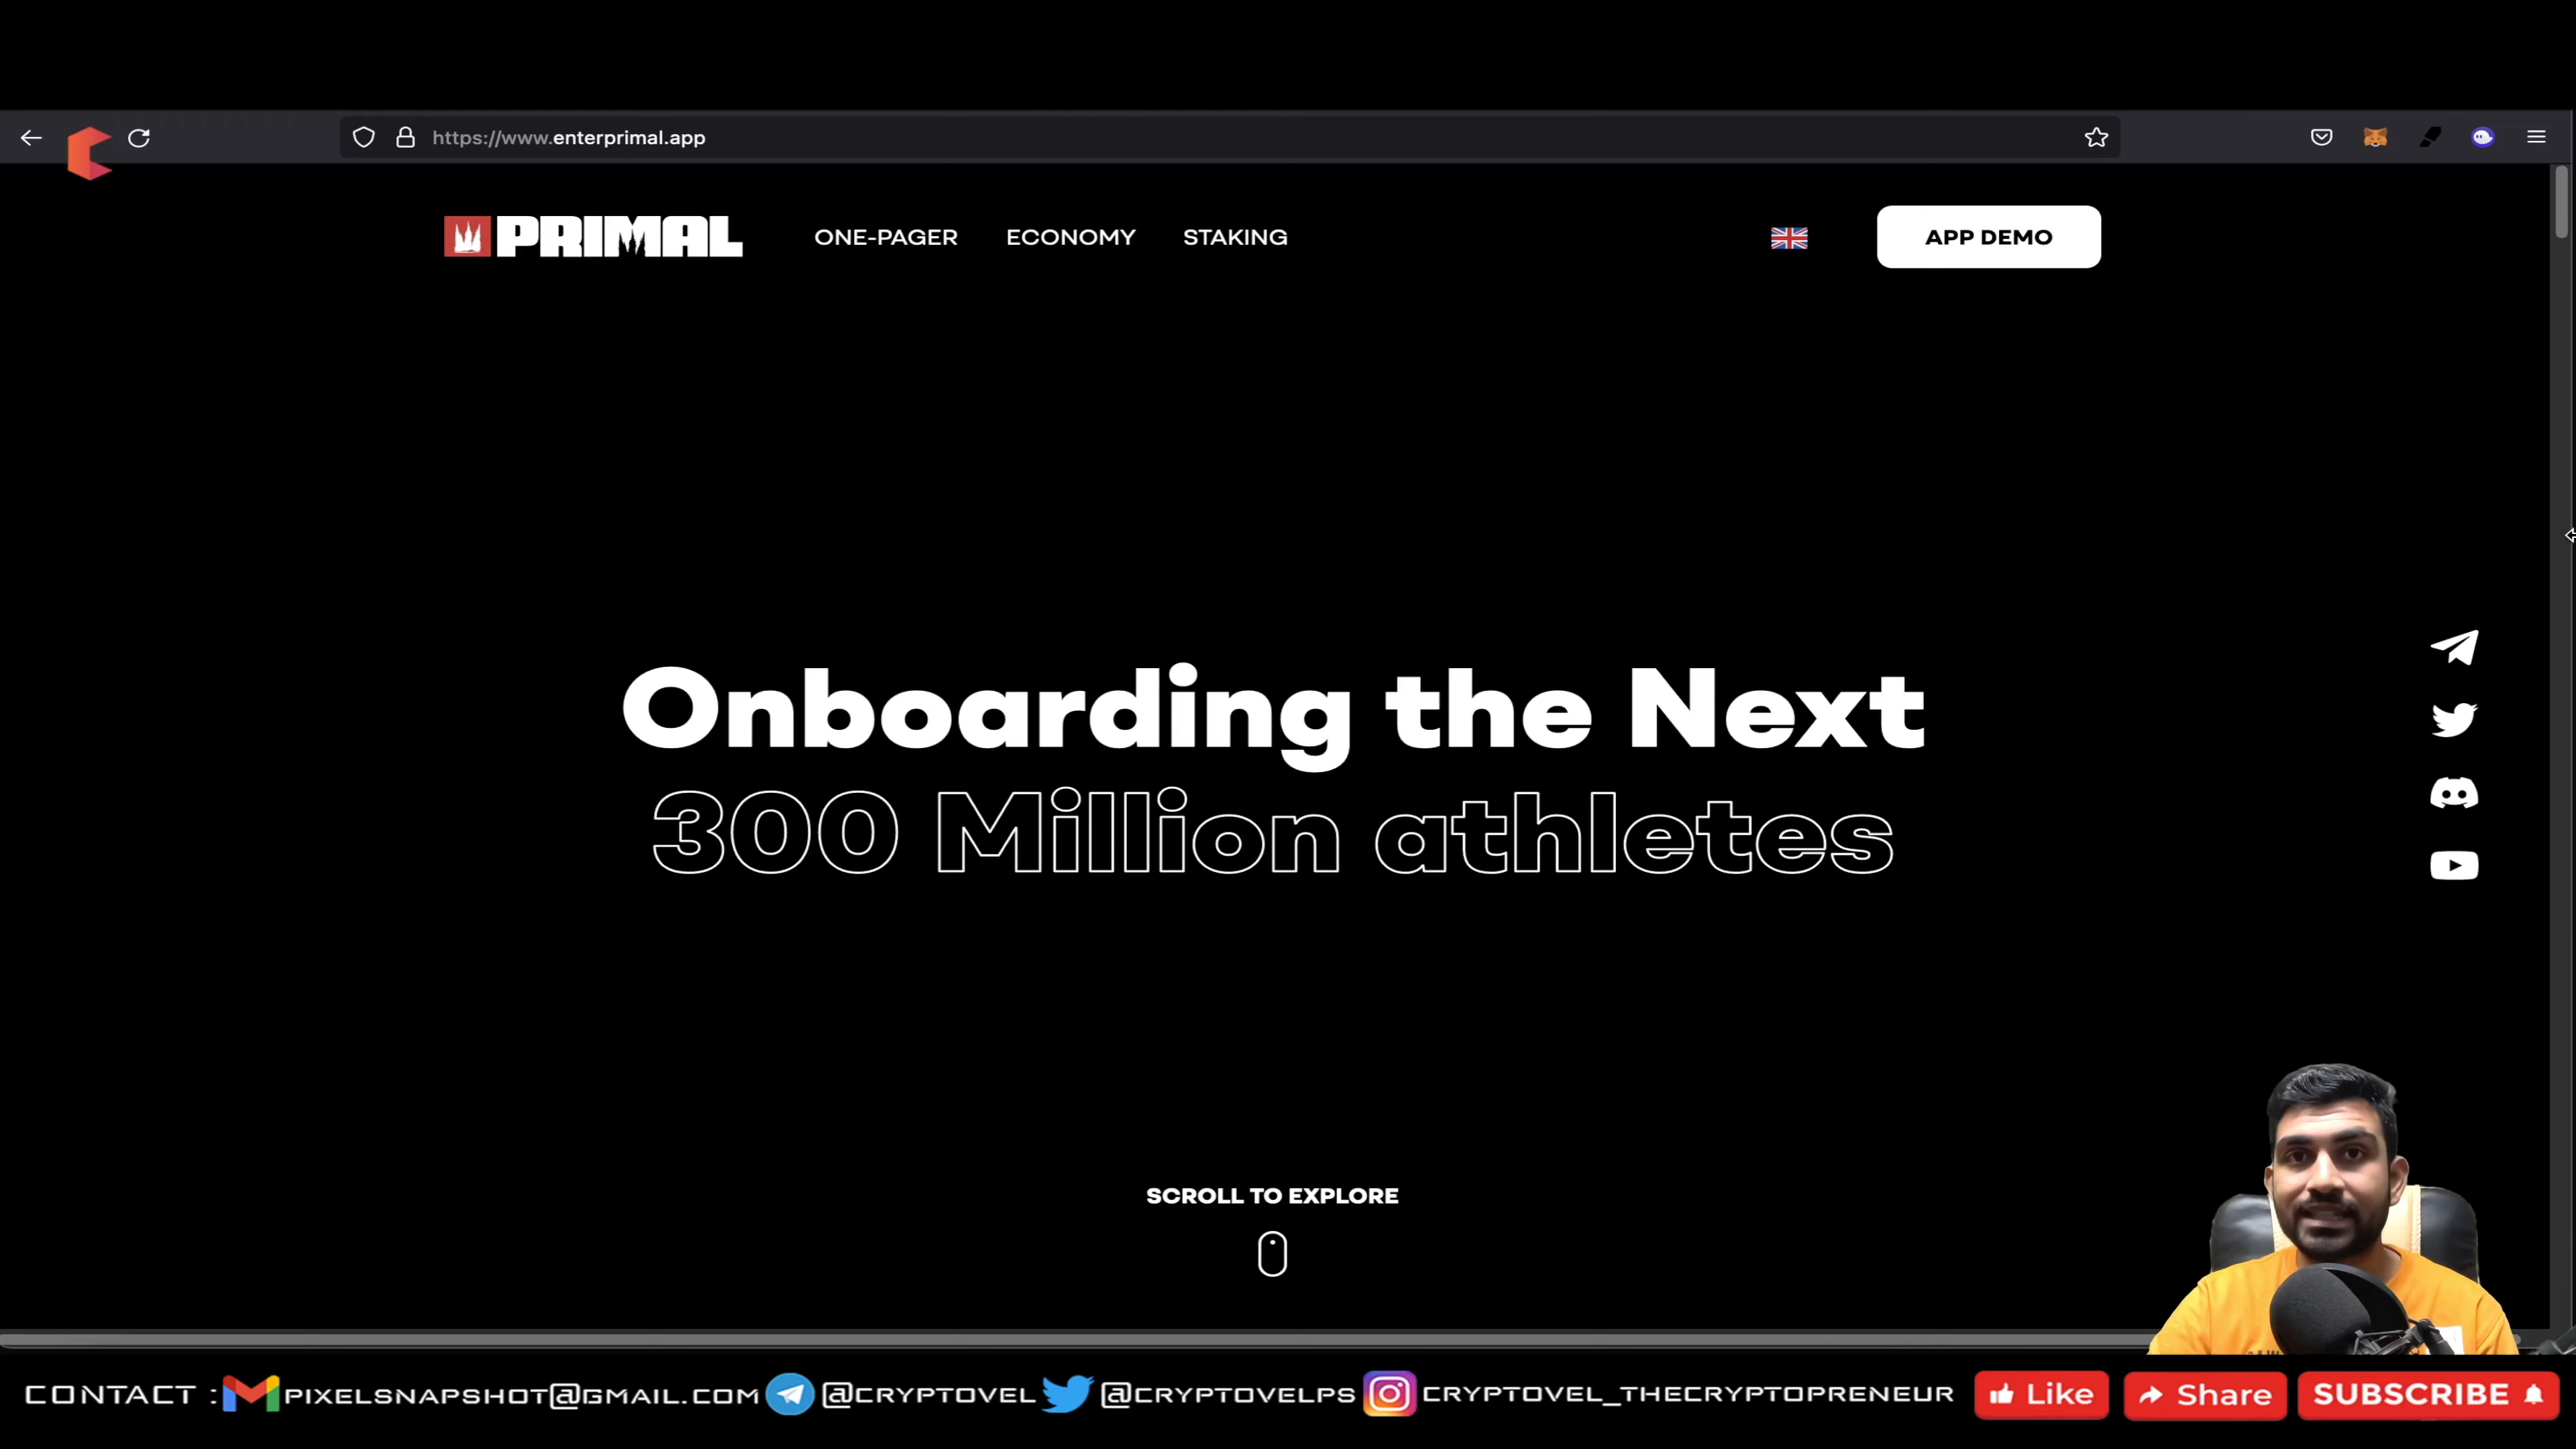 https://www.enterprimal.app
PRIMAL ONE-PAGER ECONOMY STAKING APP DEMO
Onboarding the Next
300 Million athletes
SCROLL TO EXPLORE
CONTACT : PIXELSNAPSHOT@GMAIL.COM @CRYPTOVEL @CRYPTOVELPS CRYPTOVEL_THECRYPTOPRENEUR Like Share SUBSCRIBE